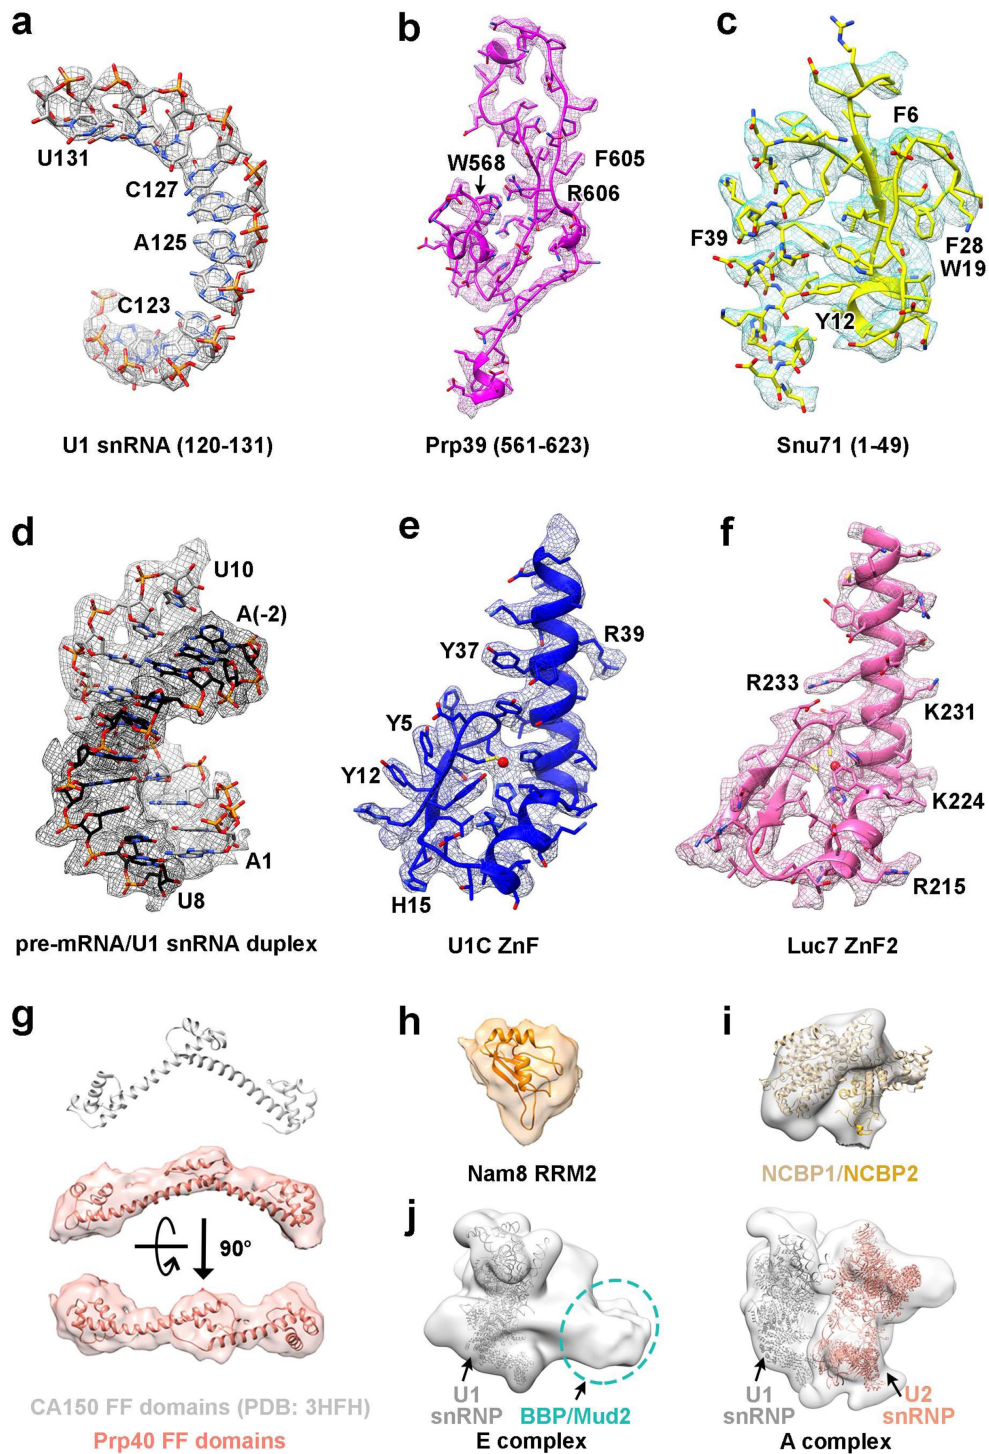 a
U131
C127
A125
C123
U1 snRNA (120-131)
b
W568
F605
R606
Prp39 (561-623)
c
F6
F39
F28
W19
Y12
Snu71 (1-49)
d
U10
A(-2)
A1
U8
pre-mRNA/U1 snRNA duplex
e
R39
Y37
Y5
Y12
H15
U1C ZnF
f
R233
K231
K224
R215
Luc7 ZnF2
g
90°
CA150 FF domains (PDB: 3HFH)
Prp40 FF domains
h
Nam8 RRM2
i
NCBP1/NCBP2
j
U1
snRNP
BBP/Mud2
E complex
U1
snRNP
U2
snRNP
A complex